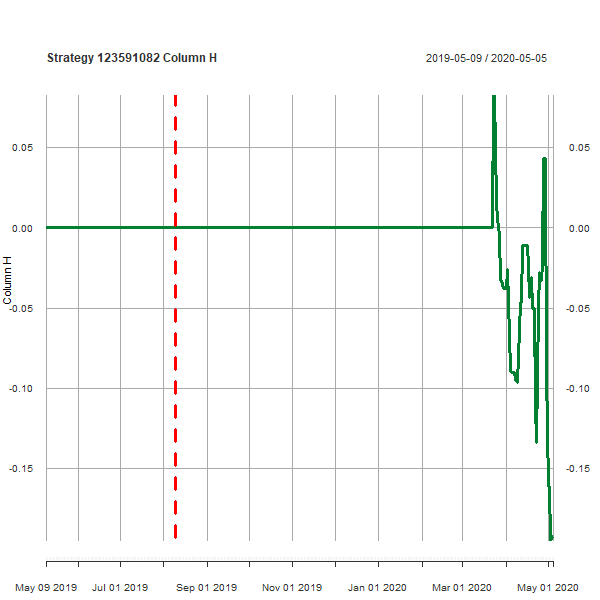 Strategy 123591082 Column H
2019-05-09 / 2020-05-05
0.05
0.05
0.00
0.00
Column H
-0.05
-0.05
-0.10
-0.10
-0.15
-0.15
May 09 2019
Jul 01 2019
Sep 01 2019
Nov 01 2019
Jan 01 2020
Mar 01 2020
May 01 2020